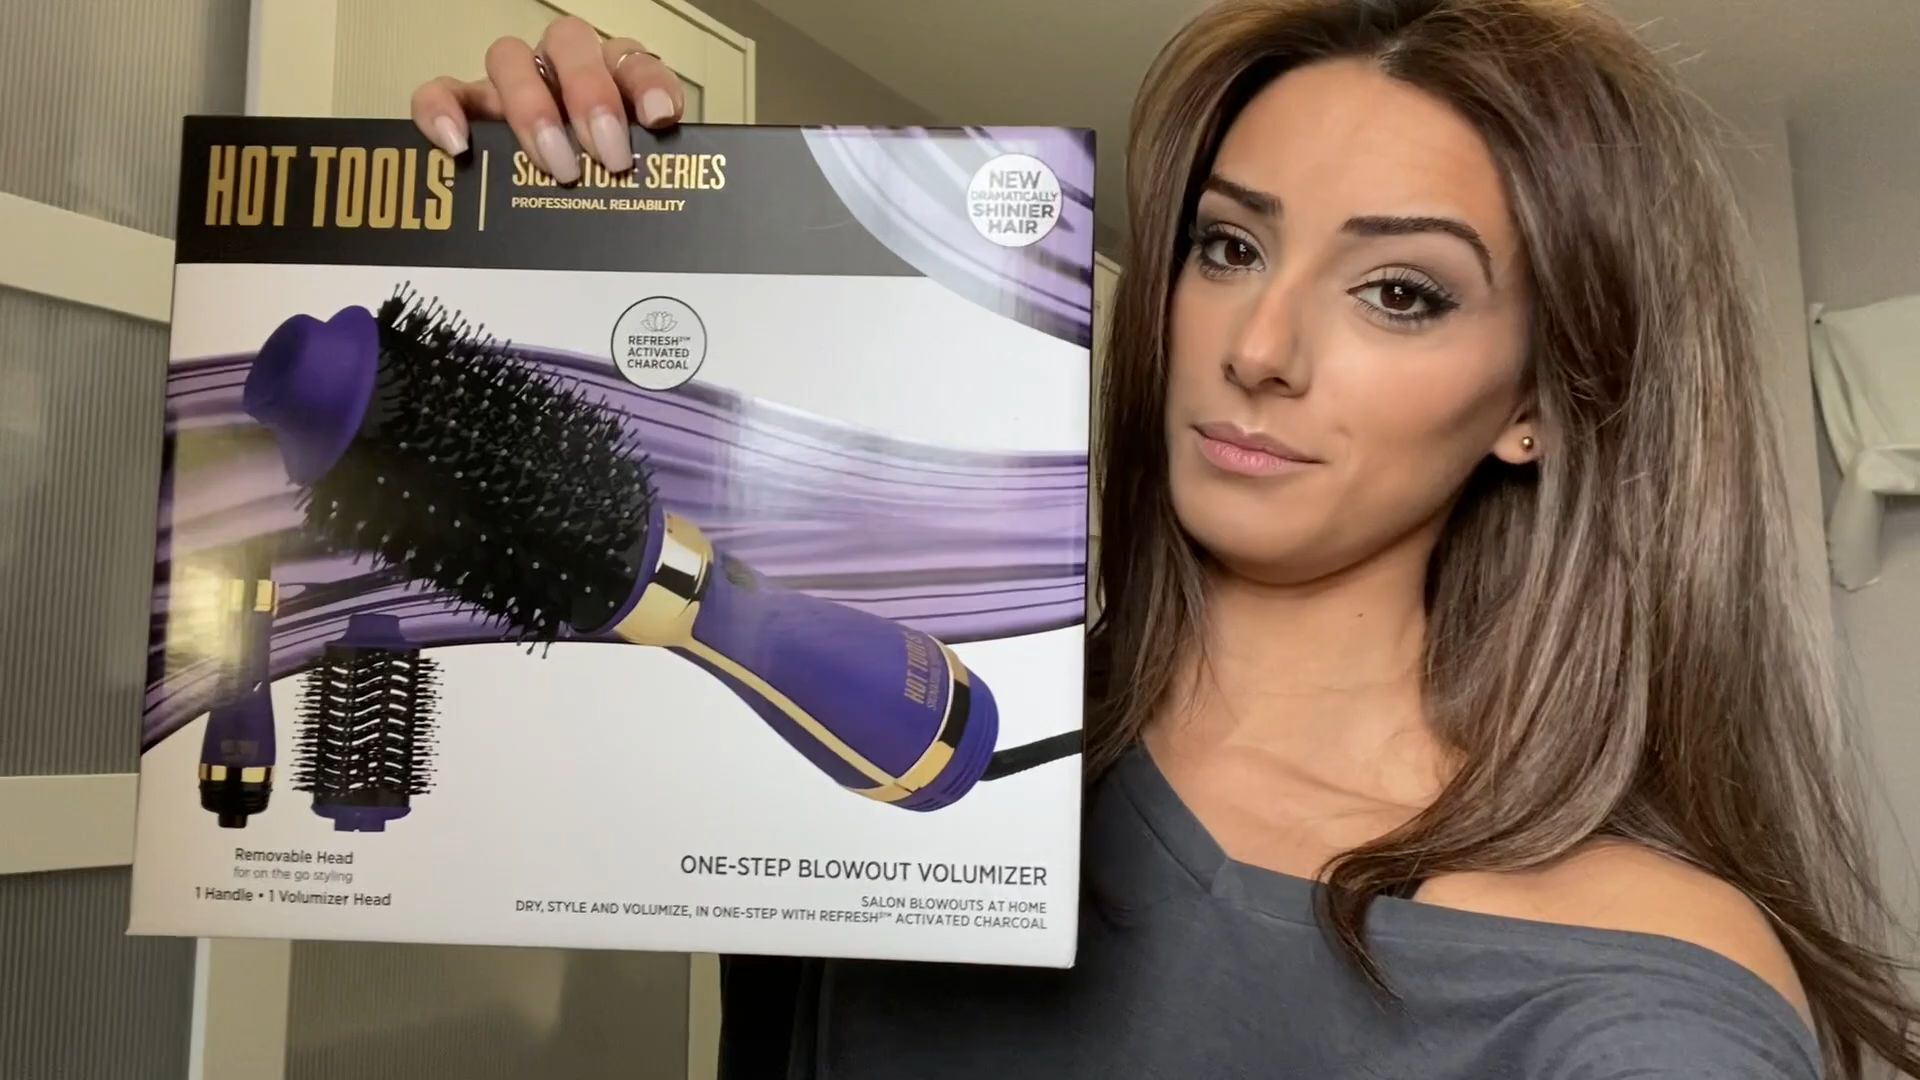 HOT TOOLS®
SIGNATURE SERIES
PROFESSIONAL RELIABILITY
NEW
DRAMATICALLY
SHINIER
HAIR
REFRESH²¹™
ACTIVATED
CHARCOAL
HOT TOOLS
Removable Head
for on the go styling
1 Handle • 1 Volumizer Head
ONE-STEP BLOWOUT VOLUMIZER
SALON BLOWOUTS AT HOME
DRY, STYLE AND VOLUMIZE, IN ONE-STEP WITH REFRESH²¹™ ACTIVATED CHARCOAL